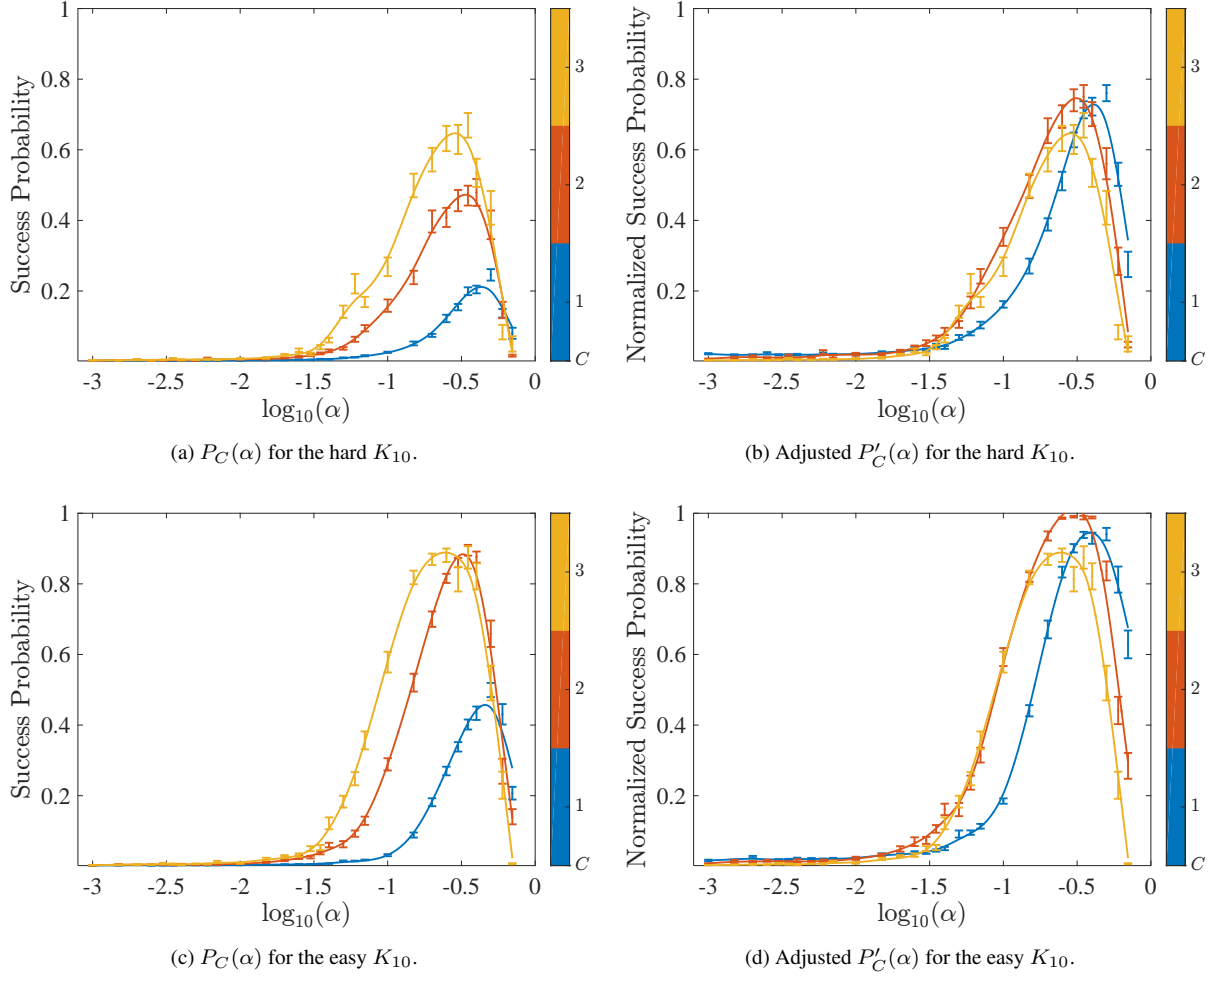 1
0.8
0.6
0.4
0.2
Success Probability
-3 -2.5 -2 -1.5 -1 -0.5 0
log₁₀(α)
3
2
1
C
(a) P_C(α) for the hard K₁₀.
1
0.8
0.6
0.4
0.2
Normalized Success Probability
-3 -2.5 -2 -1.5 -1 -0.5 0
log₁₀(α)
3
2
1
C
(b) Adjusted P′_C(α) for the hard K₁₀.
1
0.8
0.6
0.4
0.2
Success Probability
-3 -2.5 -2 -1.5 -1 -0.5 0
log₁₀(α)
3
2
1
C
(c) P_C(α) for the easy K₁₀.
1
0.8
0.6
0.4
0.2
Normalized Success Probability
-3 -2.5 -2 -1.5 -1 -0.5 0
log₁₀(α)
3
2
1
C
(d) Adjusted P′_C(α) for the easy K₁₀.